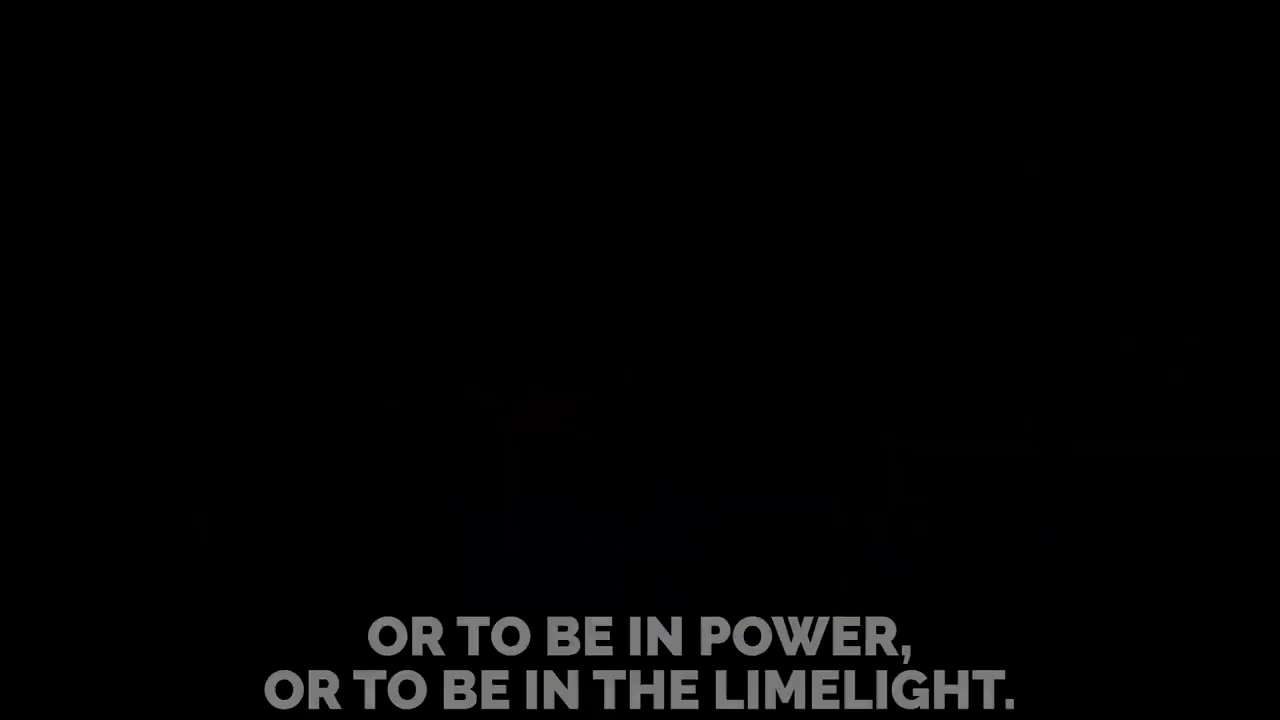 OR TO BE IN POWER,
OR TO BE IN THE LIMELIGHT.